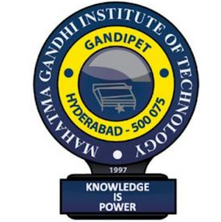 MAHATMA GANDHI INSTITUTE OF TECHNOLOGY
GANDIPET
HYDERABAD - 500 075
1997
KNOWLEDGE
IS
POWER